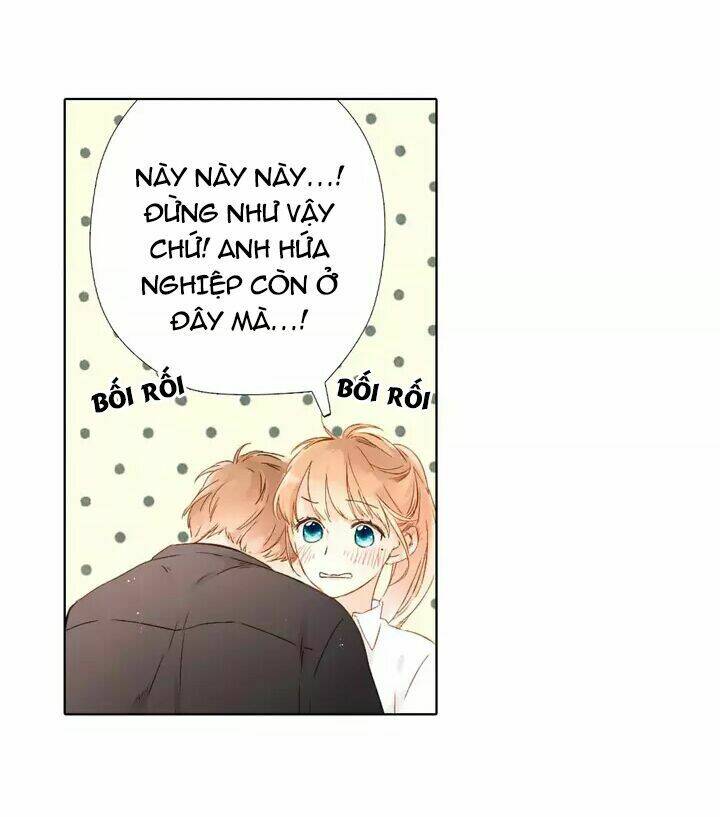 NÀY NÀY NÀY...!
ĐỪNG NHƯ VẬY
CHỨ! ANH HỨA
NGHIỆP CÒN Ở
ĐÂY MÀ...!
BỐI RỐI
BỐI RỐI